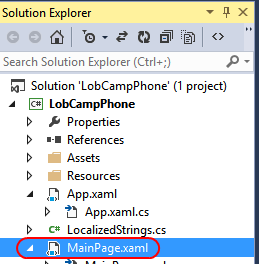 Solution Explorer
Search Solution Explorer (Ctrl+;)
Solution 'LobCampPhone' (1 project)
C# LobCampPhone
Properties
References
Assets
Resources
App.xaml
App.xaml.cs
C# LocalizedStrings.cs
MainPage.xaml